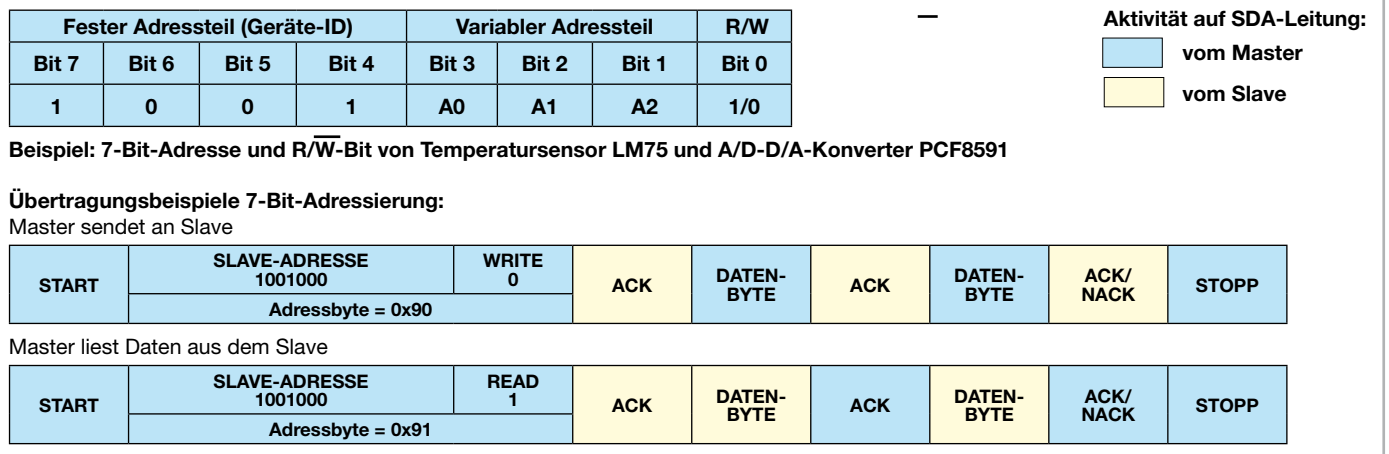 Fester Adressteil (Geräte-ID) Variabler Adressteil R/W
Bit 7 Bit 6 Bit 5 Bit 4 Bit 3 Bit 2 Bit 1 Bit 0
1 0 0 1 A0 A1 A2 1/0
Aktivität auf SDA-Leitung:
vom Master
vom Slave
Beispiel: 7-Bit-Adresse und R/W̅-Bit von Temperatursensor LM75 und A/D-D/A-Konverter PCF8591
Übertragungsbeispiele 7-Bit-Adressierung:
Master sendet an Slave
START
SLAVE-ADRESSE
1001000
WRITE
0
Adressbyte = 0x90
ACK
DATEN-
BYTE
ACK
DATEN-
BYTE
ACK/
NACK
STOPP
Master liest Daten aus dem Slave
START
SLAVE-ADRESSE
1001000
READ
1
Adressbyte = 0x91
ACK
DATEN-
BYTE
ACK
DATEN-
BYTE
ACK/
NACK
STOPP